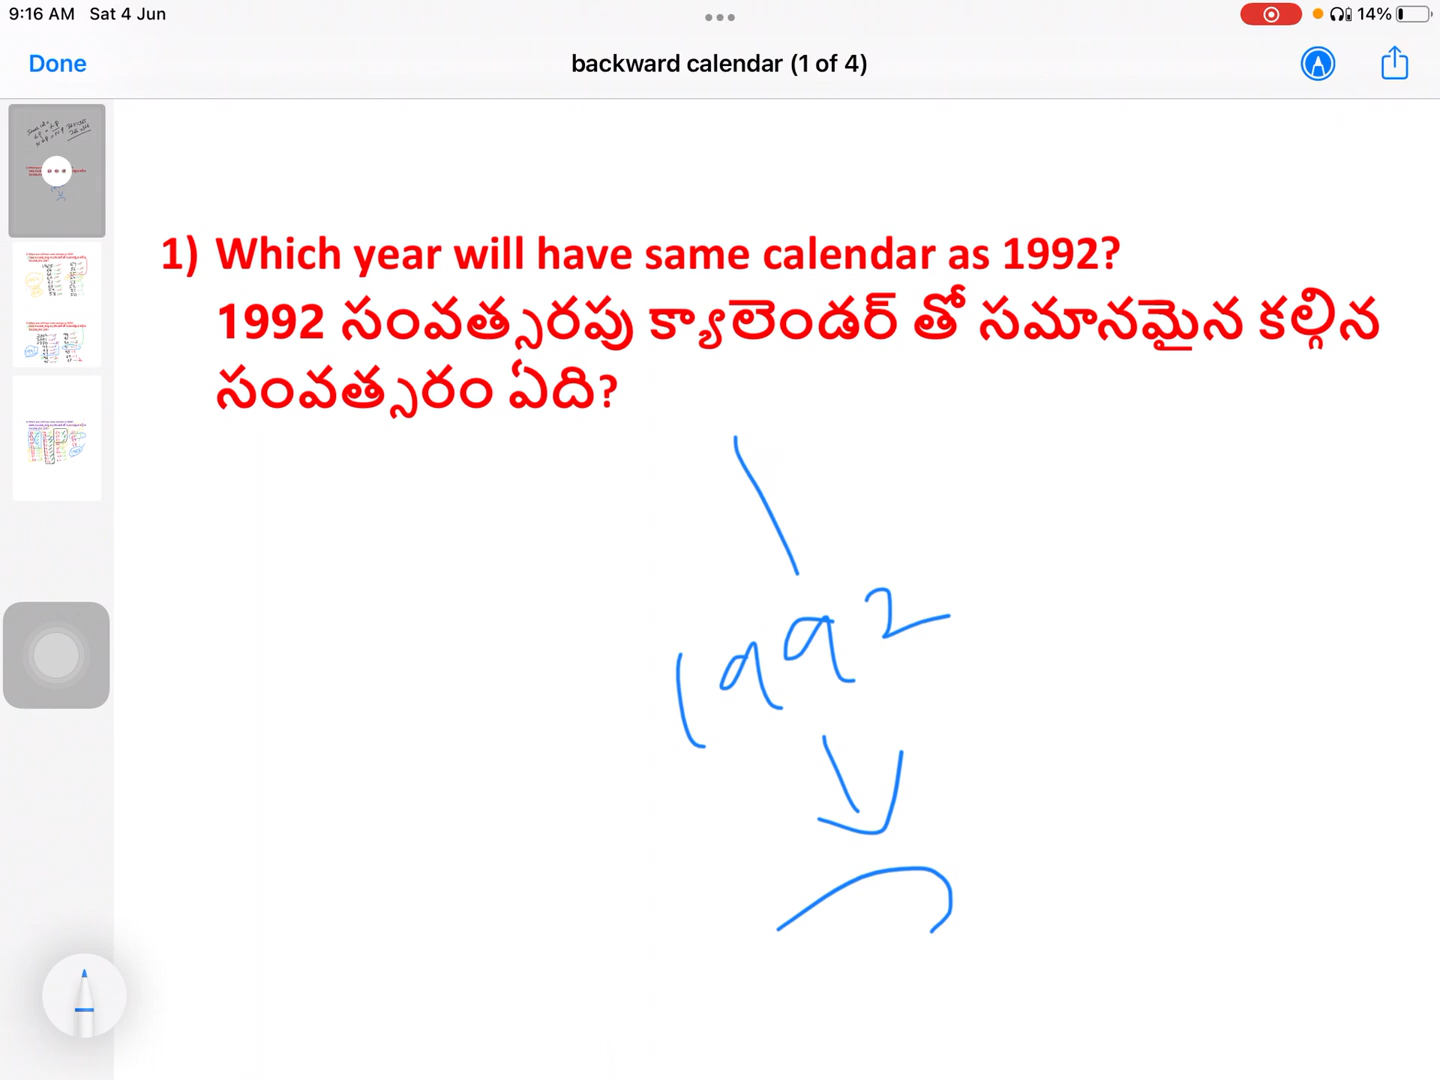 9:16 AM Sat 4 Jun
14%
Done
backward calendar (1 of 4)
1) Which year will have same calendar as 1992?
1992 సంవత్సరపు క్యాలెండర్ తో సమానమైన కల్గిన
సంవత్సరం ఏది?
1992